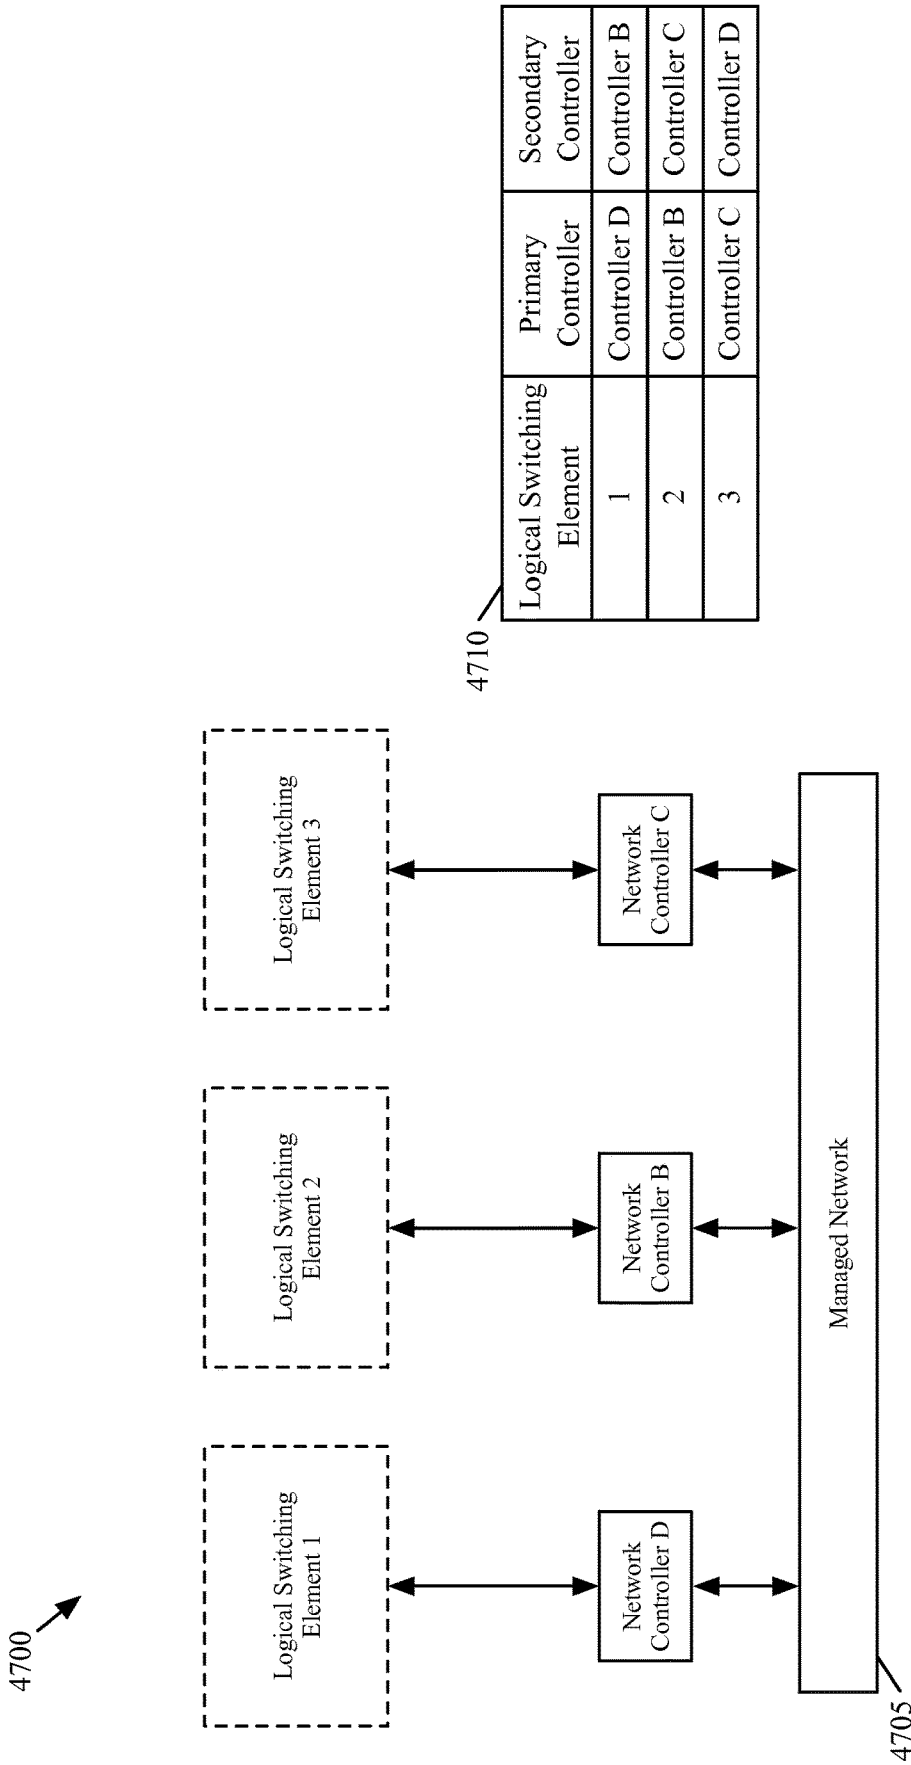 4700
Logical Switching
Element 1
Logical Switching
Element 2
Logical Switching
Element 3
Network
Controller D
Network
Controller B
Network
Controller C
Managed Network
4705
4710
Logical Switching
Element
Primary
Controller
Secondary
Controller
1
Controller D
Controller B
2
Controller B
Controller C
3
Controller C
Controller D